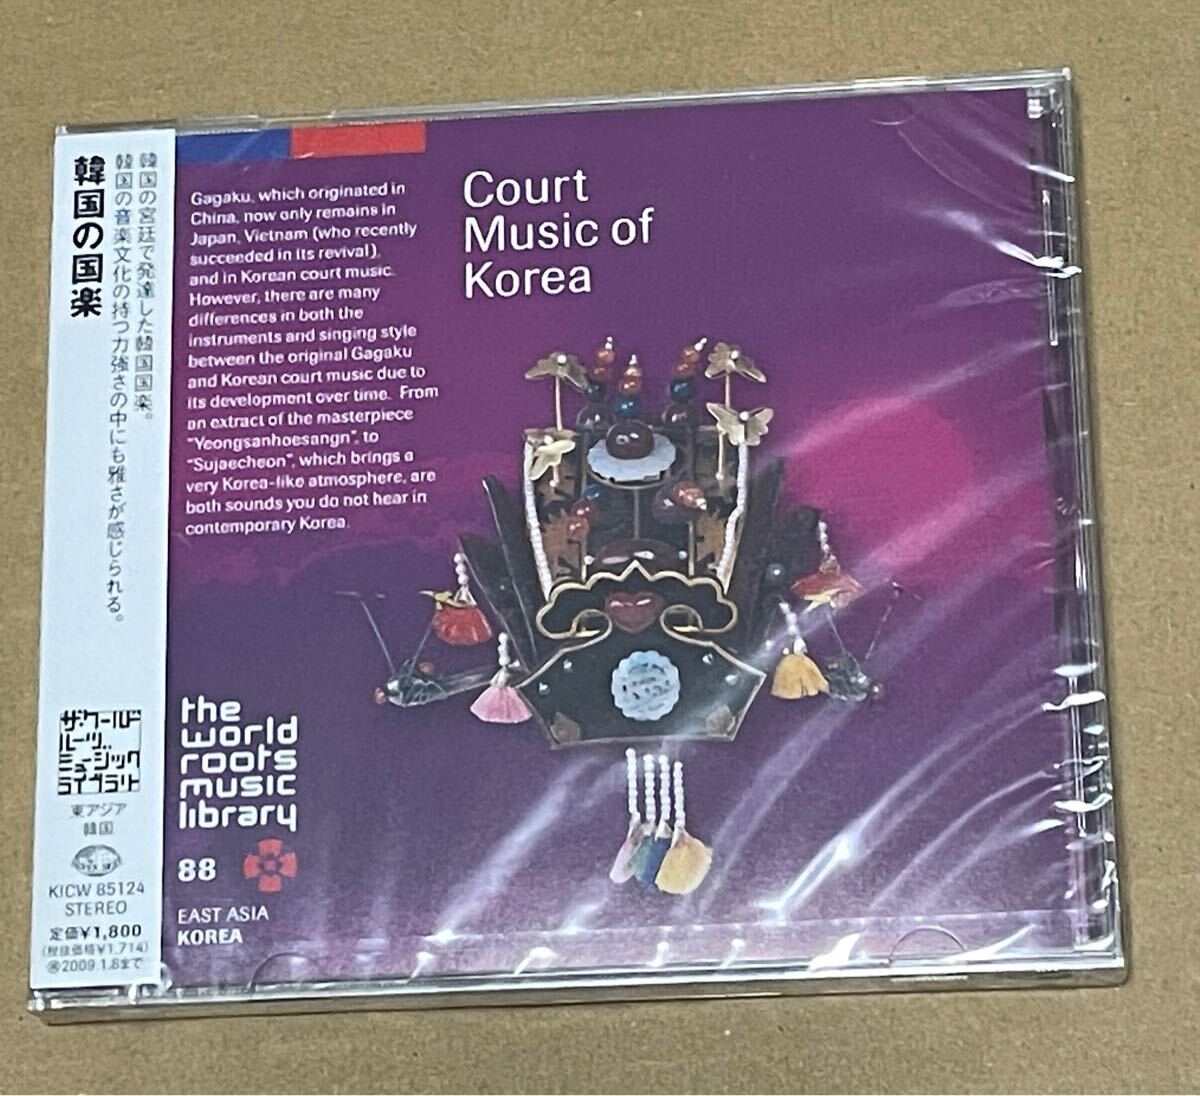 韓国の国楽
韓国の宮廷で発達した韓国国楽。
韓国の音楽文化の持つ力強さの中にも雅さが感じられる。
ザ・ワールド
ルーツ
ミュージック
ライブラリー
東アジア
韓国
KICW 85124
STEREO
定価¥1,800
(税抜価格¥1,714)
2009.1.8まで
Gagaku, which originated in
China, now only remains in
Japan, Vietnam (who recently
succeeded in its revival),
and in Korean court music.
However, there are many
differences in both the
instruments and singing style
between the original Gagaku
and Korean court music due to
its development over time. From
an extract of the masterpiece
"Yeongsanhoesangn", to
"Sujaecheon", which brings a
very Korea-like atmosphere, are
both sounds you do not hear in
contemporary Korea.
Court
Music of
Korea
the
world
roots
music
library
88
EAST ASIA
KOREA